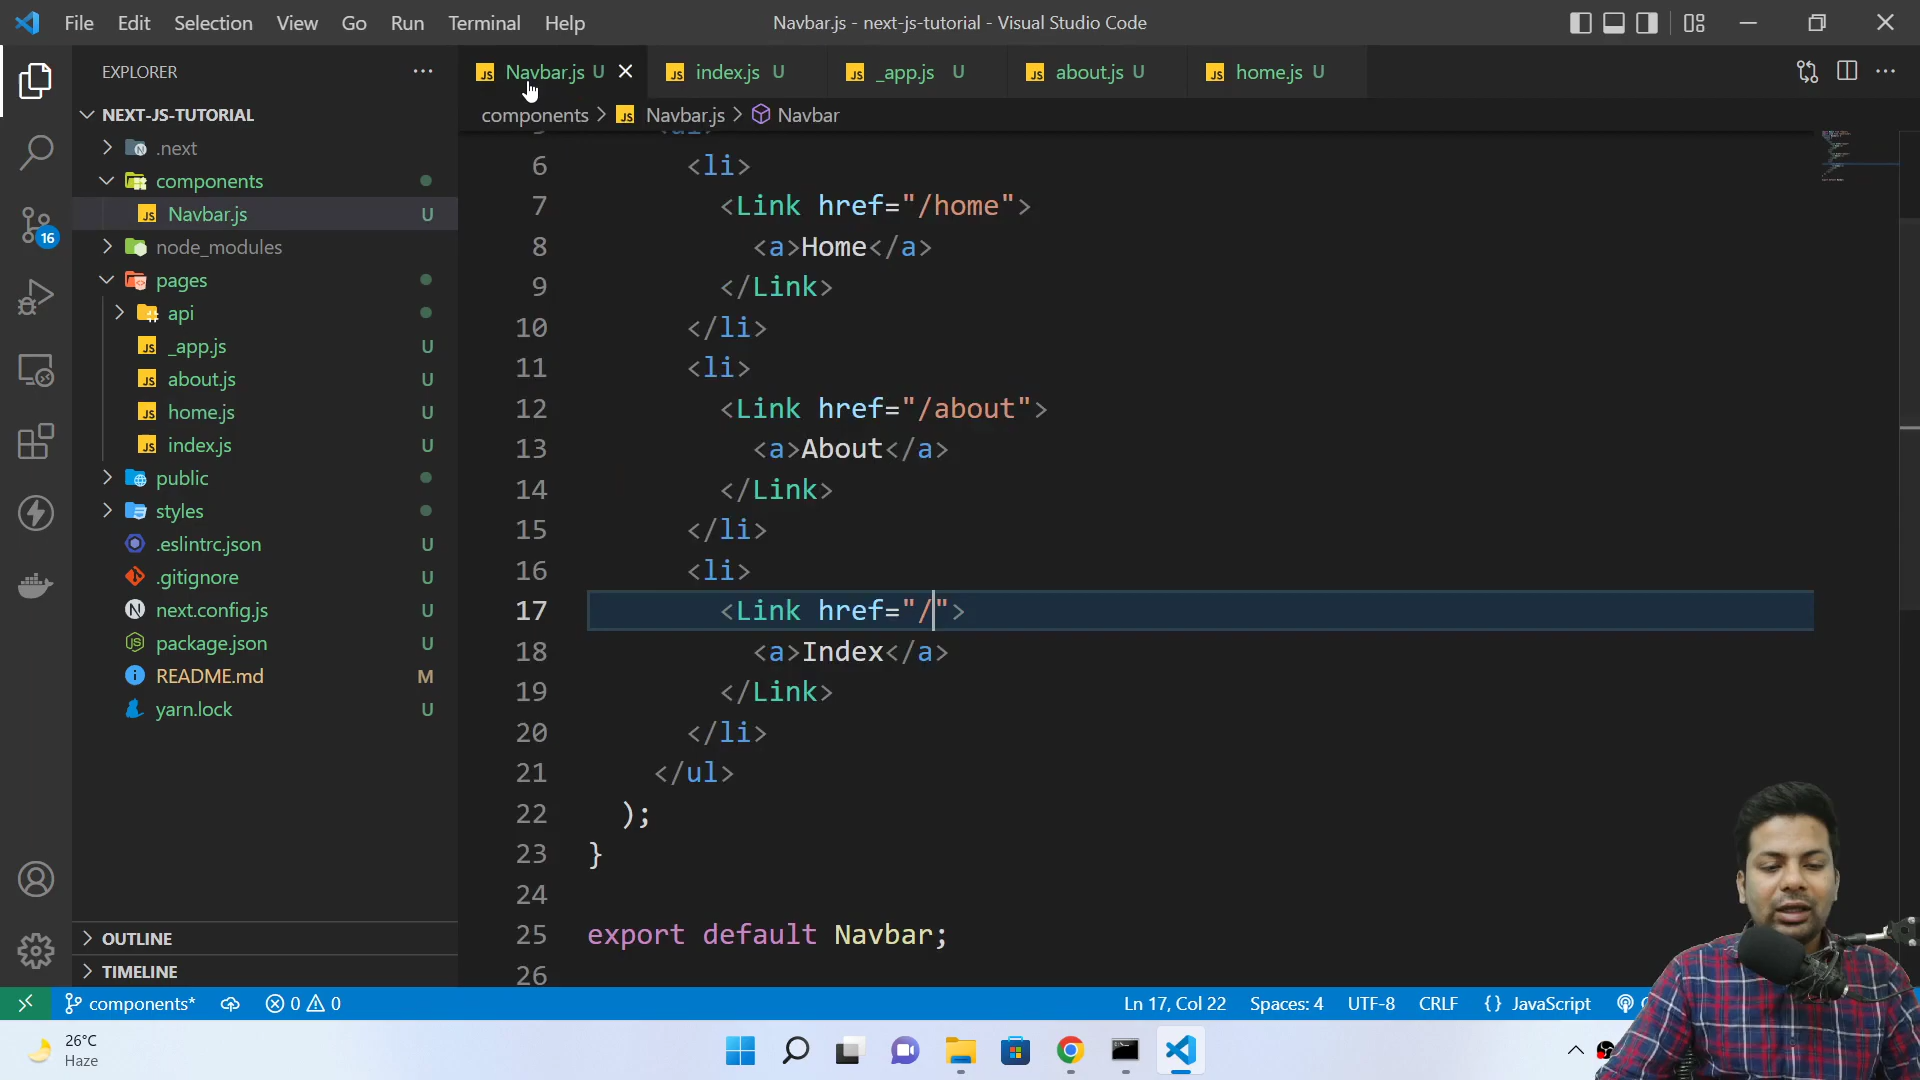 File Edit Selection View Go Run Terminal Help
Navbar.js - next-js-tutorial - Visual Studio Code
EXPLORER
NEXT-JS-TUTORIAL
.next
components
Navbar.js U
node_modules
pages
api
_app.js U
about.js U
home.js U
index.js U
public
styles
.eslintrc.json U
.gitignore U
next.config.js U
package.json U
README.md M
yarn.lock U
OUTLINE
TIMELINE
16
Navbar.js U
index.js U
_app.js U
about.js U
home.js U
components > Navbar.js > Navbar
6 <li>
7 <Link href="/home">
8 <a>Home</a>
9 </Link>
10 </li>
11 <li>
12 <Link href="/about">
13 <a>About</a>
14 </Link>
15 </li>
16 <li>
17 <Link href="/">
18 <a>Index</a>
19 </Link>
20 </li>
21 </ul>
22 );
23 }
24
25 export default Navbar;
26
components* 0 0
Ln 17, Col 22 Spaces: 4 UTF-8 CRLF {} JavaScript
26°C
Haze